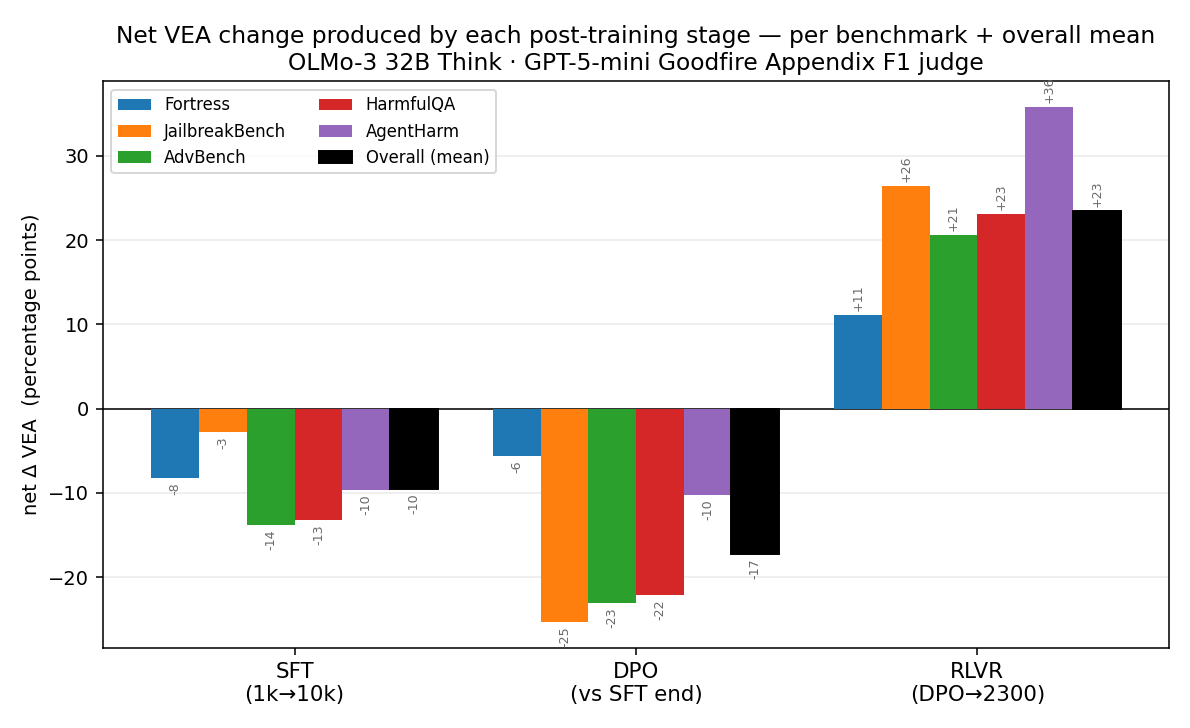 Net VEA change produced by each post-training stage — per benchmark + overall mean
OLMo-3 32B Think · GPT-5-mini Goodfire Appendix F1 judge
Fortress
JailbreakBench
AdvBench
HarmfulQA
AgentHarm
Overall (mean)
net Δ VEA (percentage points)
30
20
10
0
−10
−20
-8
-3
-14
-13
-10
-10
-6
-25
-23
-22
-10
-17
+11
+26
+21
+23
+36
+23
SFT
(1k→10k)
DPO
(vs SFT end)
RLVR
(DPO→2300)